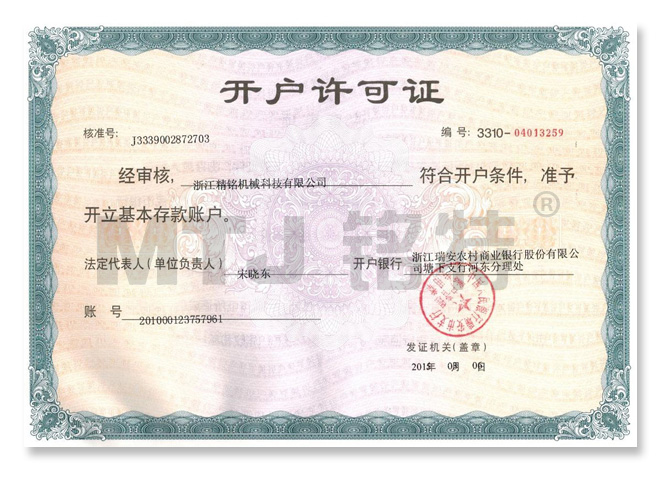 开户许可证
核准号: J3339002872703
编号: 3310-04013259
经审核, 浙江精铭机械科技有限公司 符合开户条件, 准予
开立基本存款账户。
MTJ 铭特 ®
法定代表人(单位负责人) 宋晓东 开户银行 浙江瑞安农村商业银行股份有限公
司塘下支行河东分理处
账 号 201000123757961
发证机关(盖章)